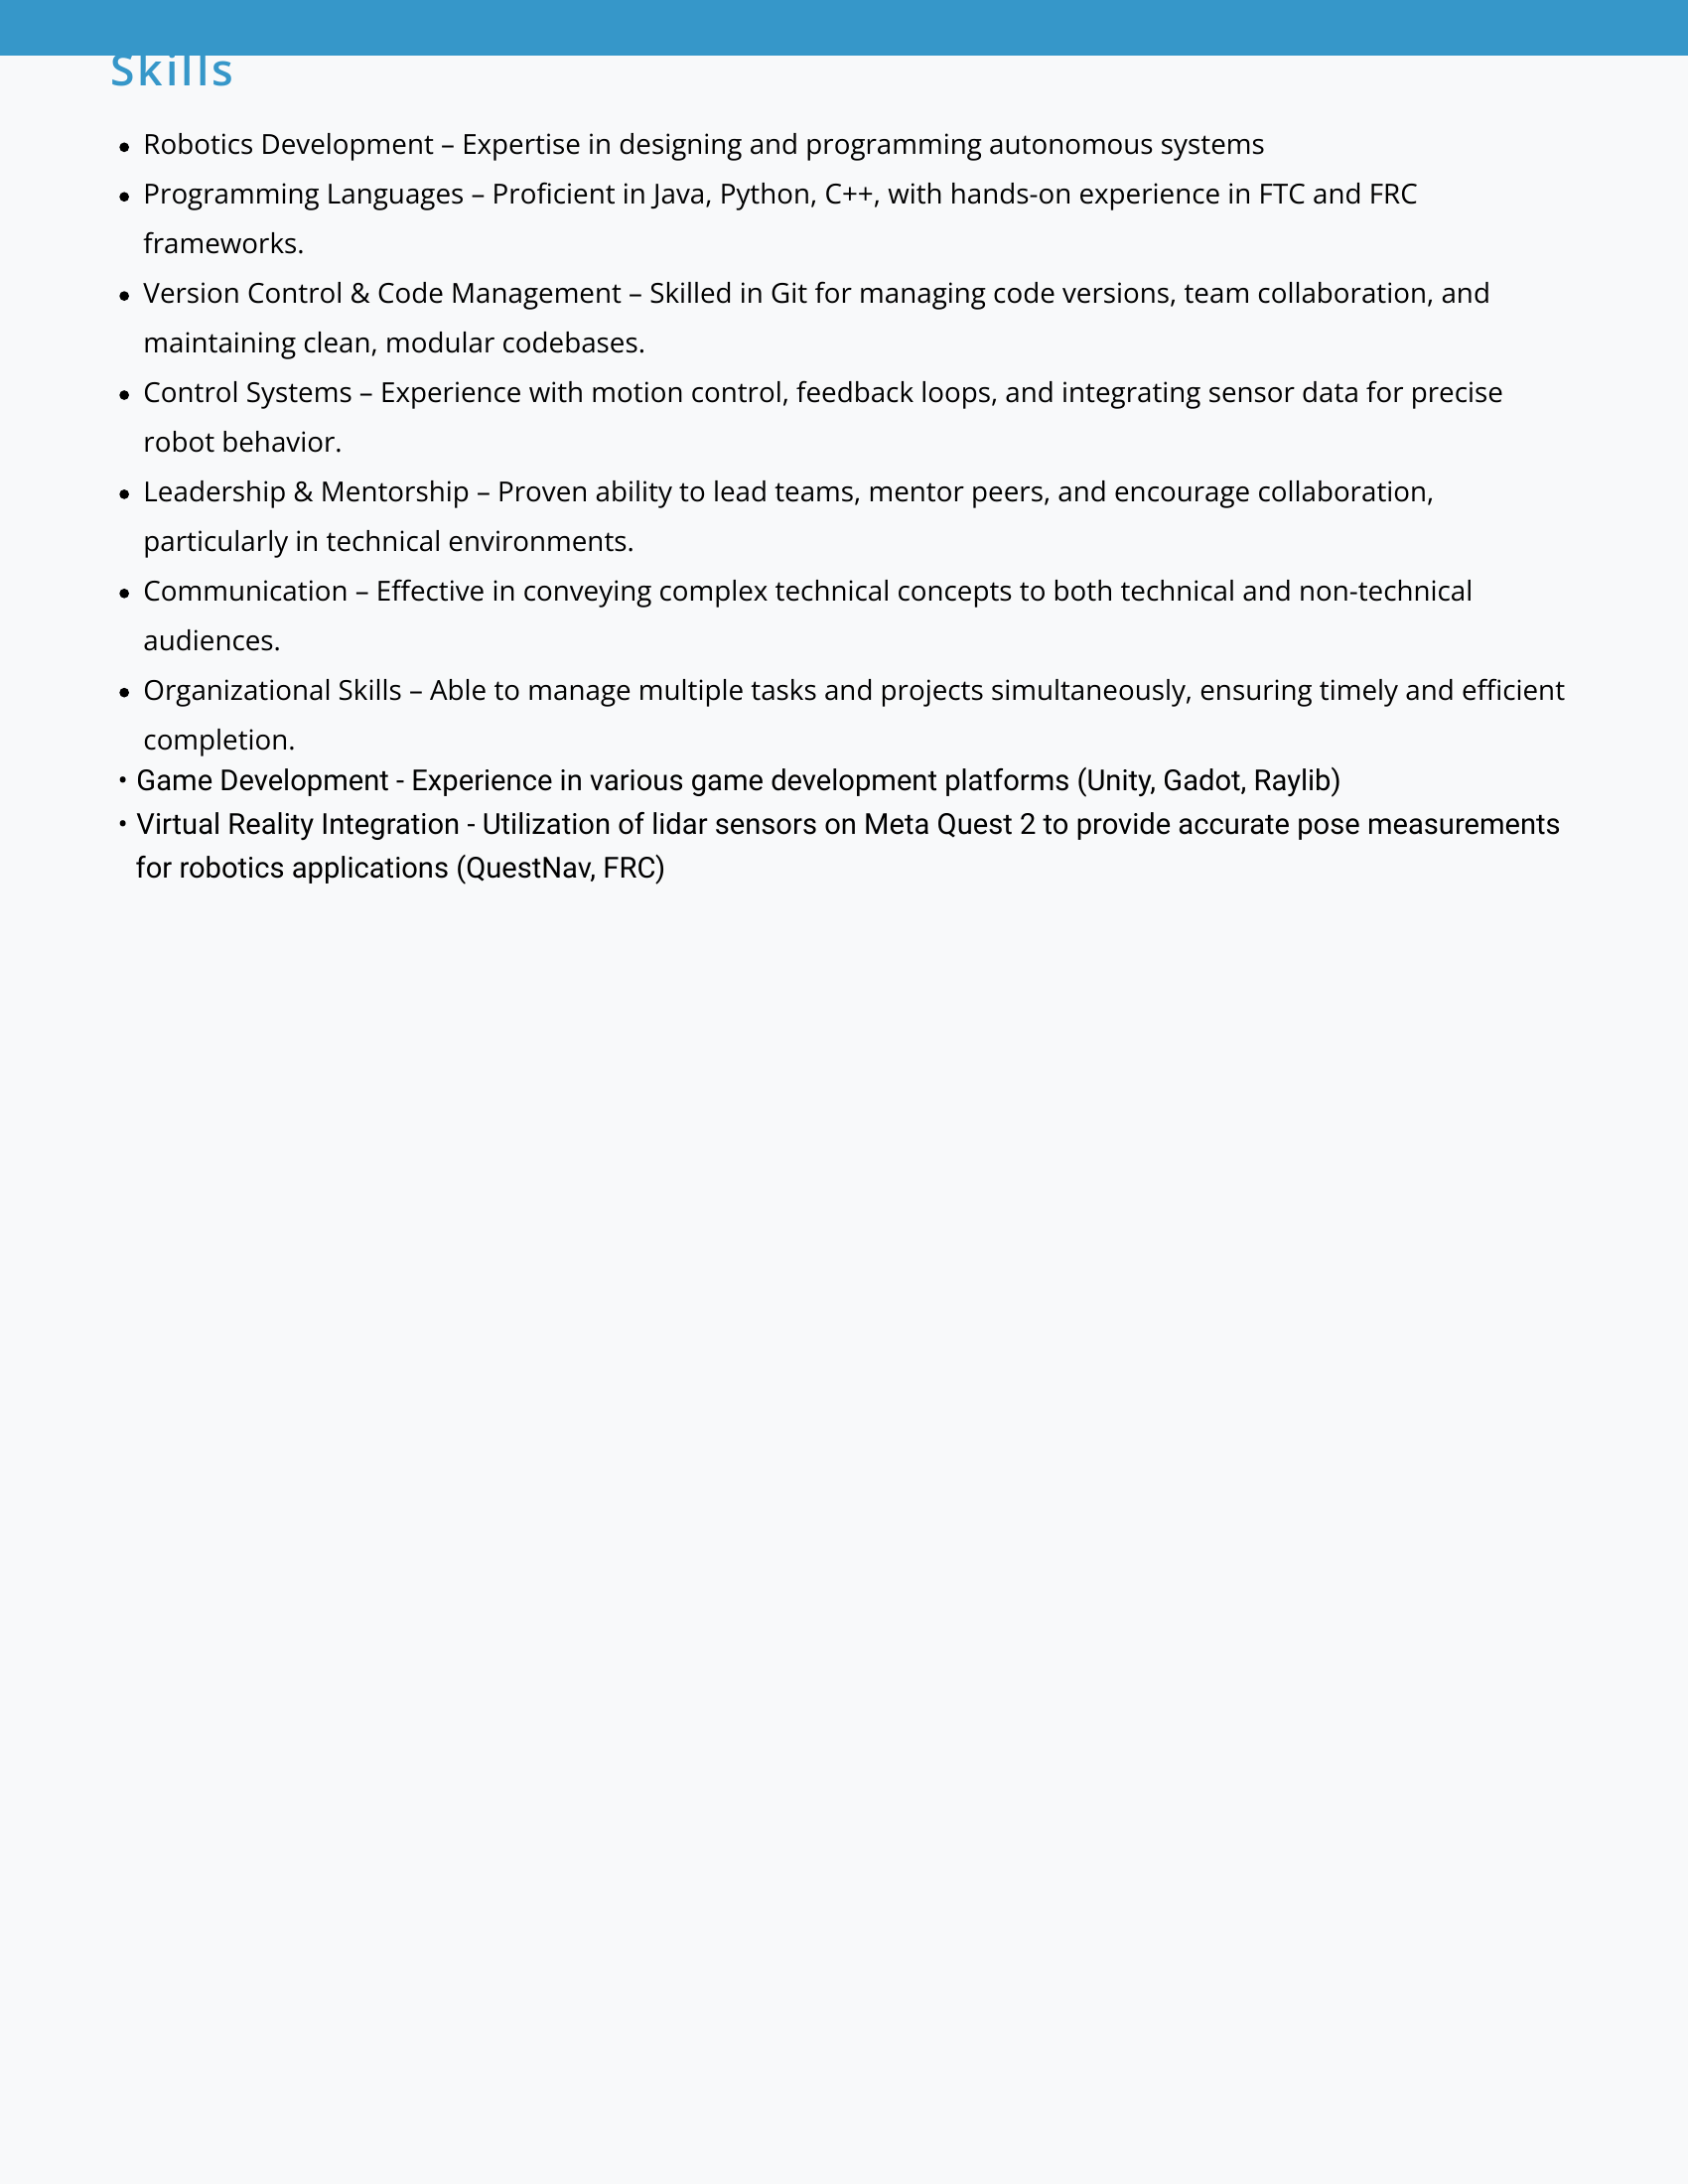 Skills
• Robotics Development – Expertise in designing and programming autonomous systems
• Programming Languages – Proficient in Java, Python, C++, with hands-on experience in FTC and FRC
frameworks.
• Version Control & Code Management – Skilled in Git for managing code versions, team collaboration, and
maintaining clean, modular codebases.
• Control Systems – Experience with motion control, feedback loops, and integrating sensor data for precise
robot behavior.
• Leadership & Mentorship – Proven ability to lead teams, mentor peers, and encourage collaboration,
particularly in technical environments.
• Communication – Effective in conveying complex technical concepts to both technical and non-technical
audiences.
• Organizational Skills – Able to manage multiple tasks and projects simultaneously, ensuring timely and efficient
completion.
• Game Development - Experience in various game development platforms (Unity, Gadot, Raylib)
• Virtual Reality Integration - Utilization of lidar sensors on Meta Quest 2 to provide accurate pose measurements
for robotics applications (QuestNav, FRC)